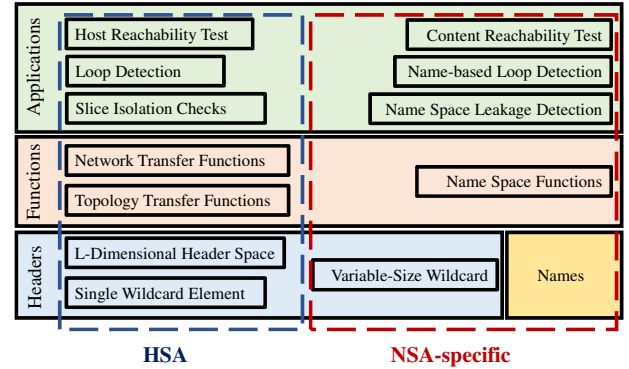 Applications
Host Reachability Test
Content Reachability Test
Loop Detection
Name-based Loop Detection
Slice Isolation Checks
Name Space Leakage Detection
Functions
Network Transfer Functions
Topology Transfer Functions
Name Space Functions
Headers
L-Dimensional Header Space
Single Wildcard Element
Variable-Size Wildcard
Names
HSA
NSA-specific